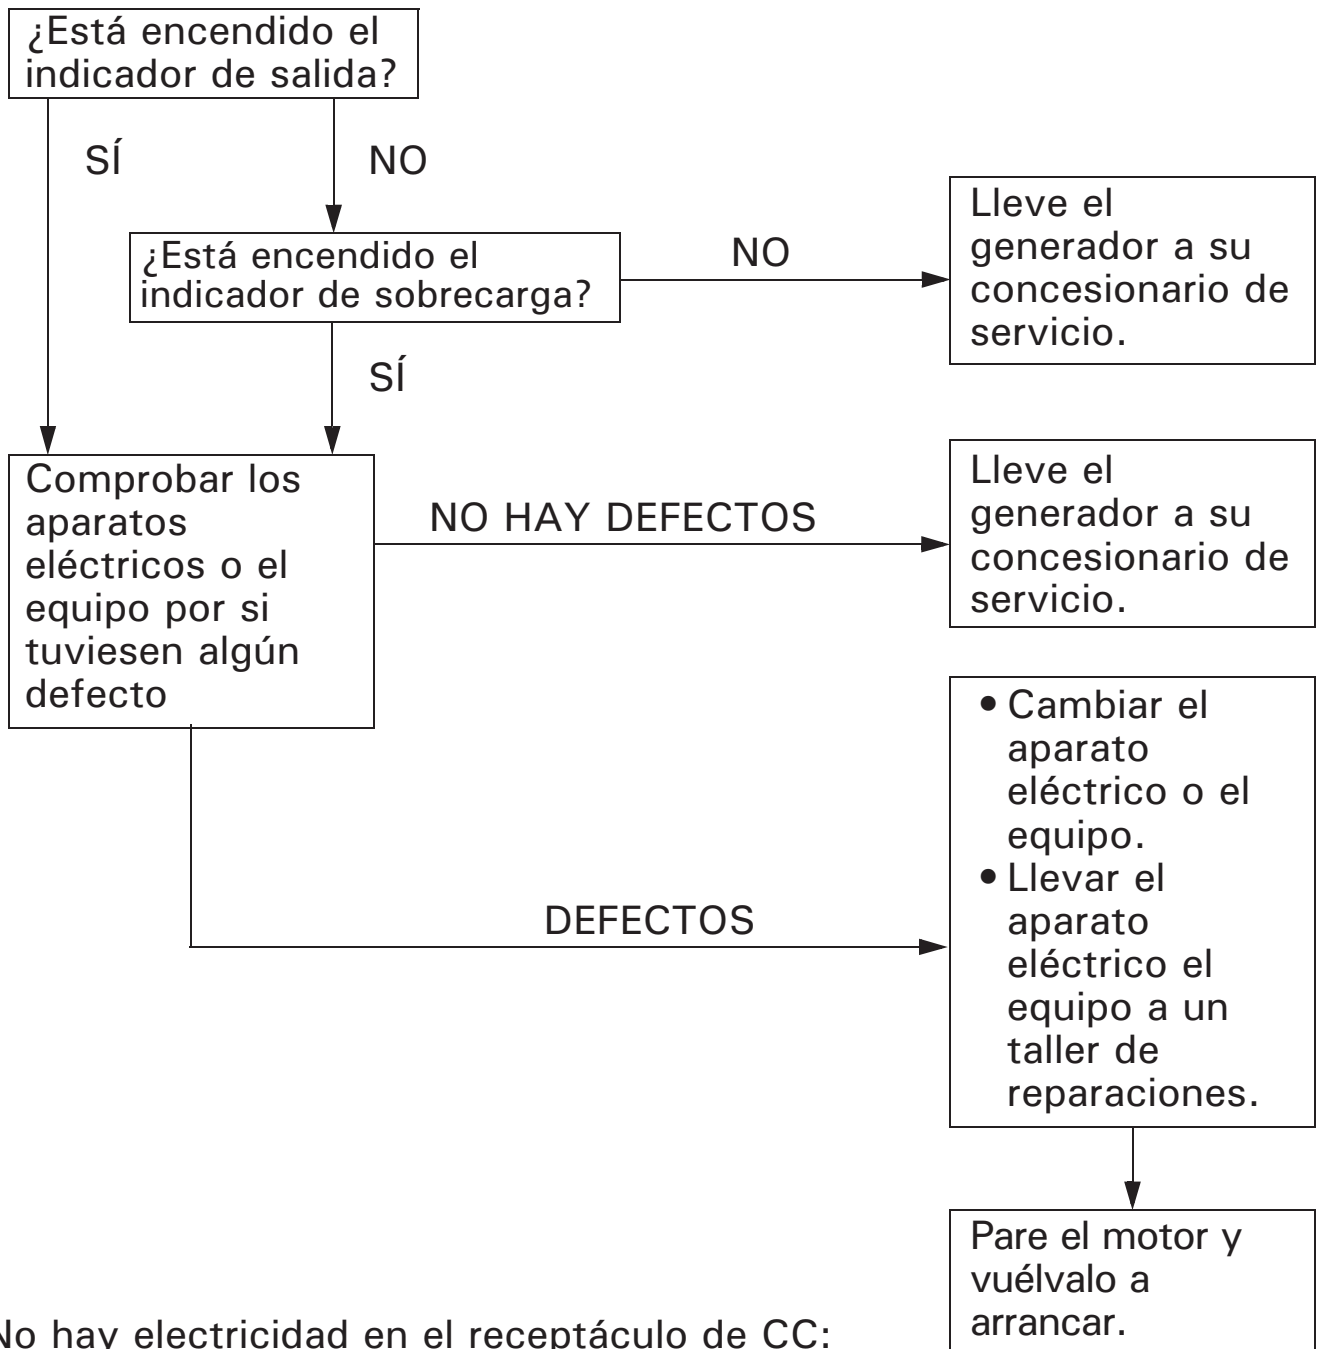 ¿Está encendido el
indicador de salida?
SÍ
NO
¿Está encendido el
indicador de sobrecarga?
NO
Lleve el
generador a su
concesionario de
servicio.
SÍ
Comprobar los
aparatos
eléctricos o el
equipo por si
tuviesen algún
defecto
NO HAY DEFECTOS
Lleve el
generador a su
concesionario de
servicio.
DEFECTOS
• Cambiar el
aparato
eléctrico o el
equipo.
• Llevar el
aparato
eléctrico el
equipo a un
taller de
reparaciones.
Pare el motor y
vuélvalo a
arrancar.
No hay electricidad en el receptáculo de CC: